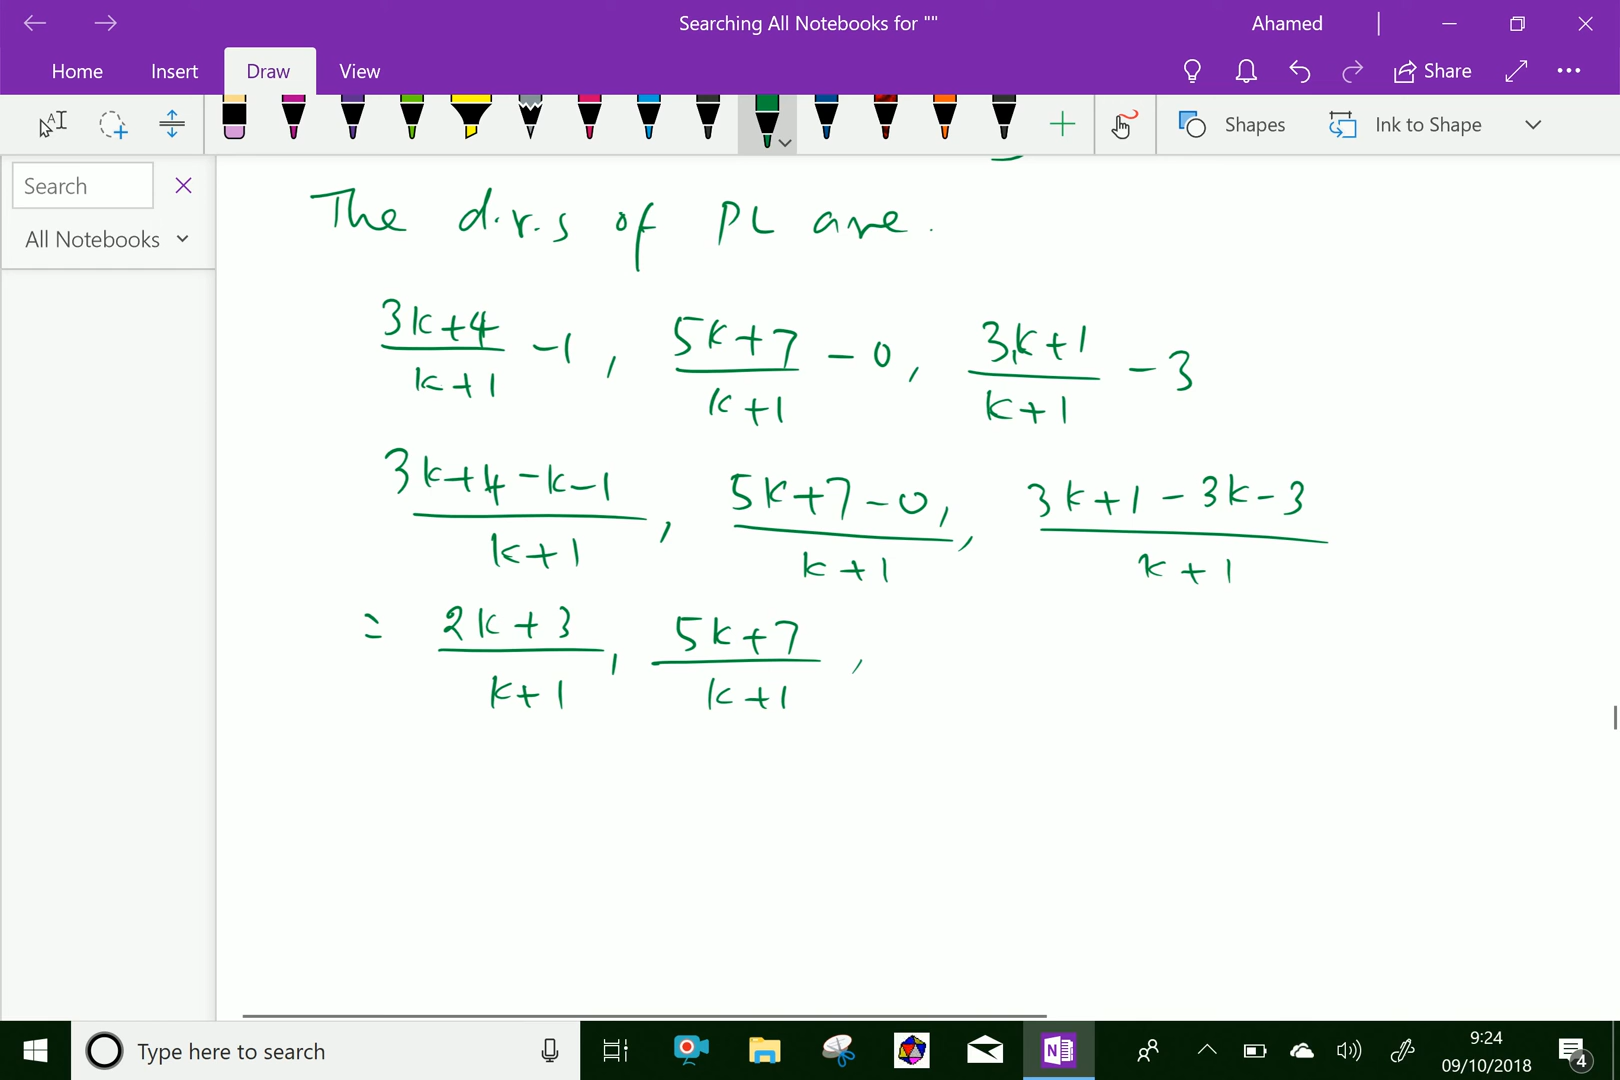 Searching All Notebooks for ""
Ahamed
Home Insert Draw View
Share
Shapes
Ink to Shape
Search
All Notebooks
The d.r.s of PL are.
(3k+4)/(k+1) -1, (5k+7)/(k+1) - 0, (3k+1)/(k+1) - 3
(3k+4-k-1)/(k+1), (5k+7-0,)/(k+1), (3k+1-3k-3)/(k+1)
= (2k+3)/(k+1), (5k+7)/(k+1),
Type here to search
9:24
09/10/2018
4